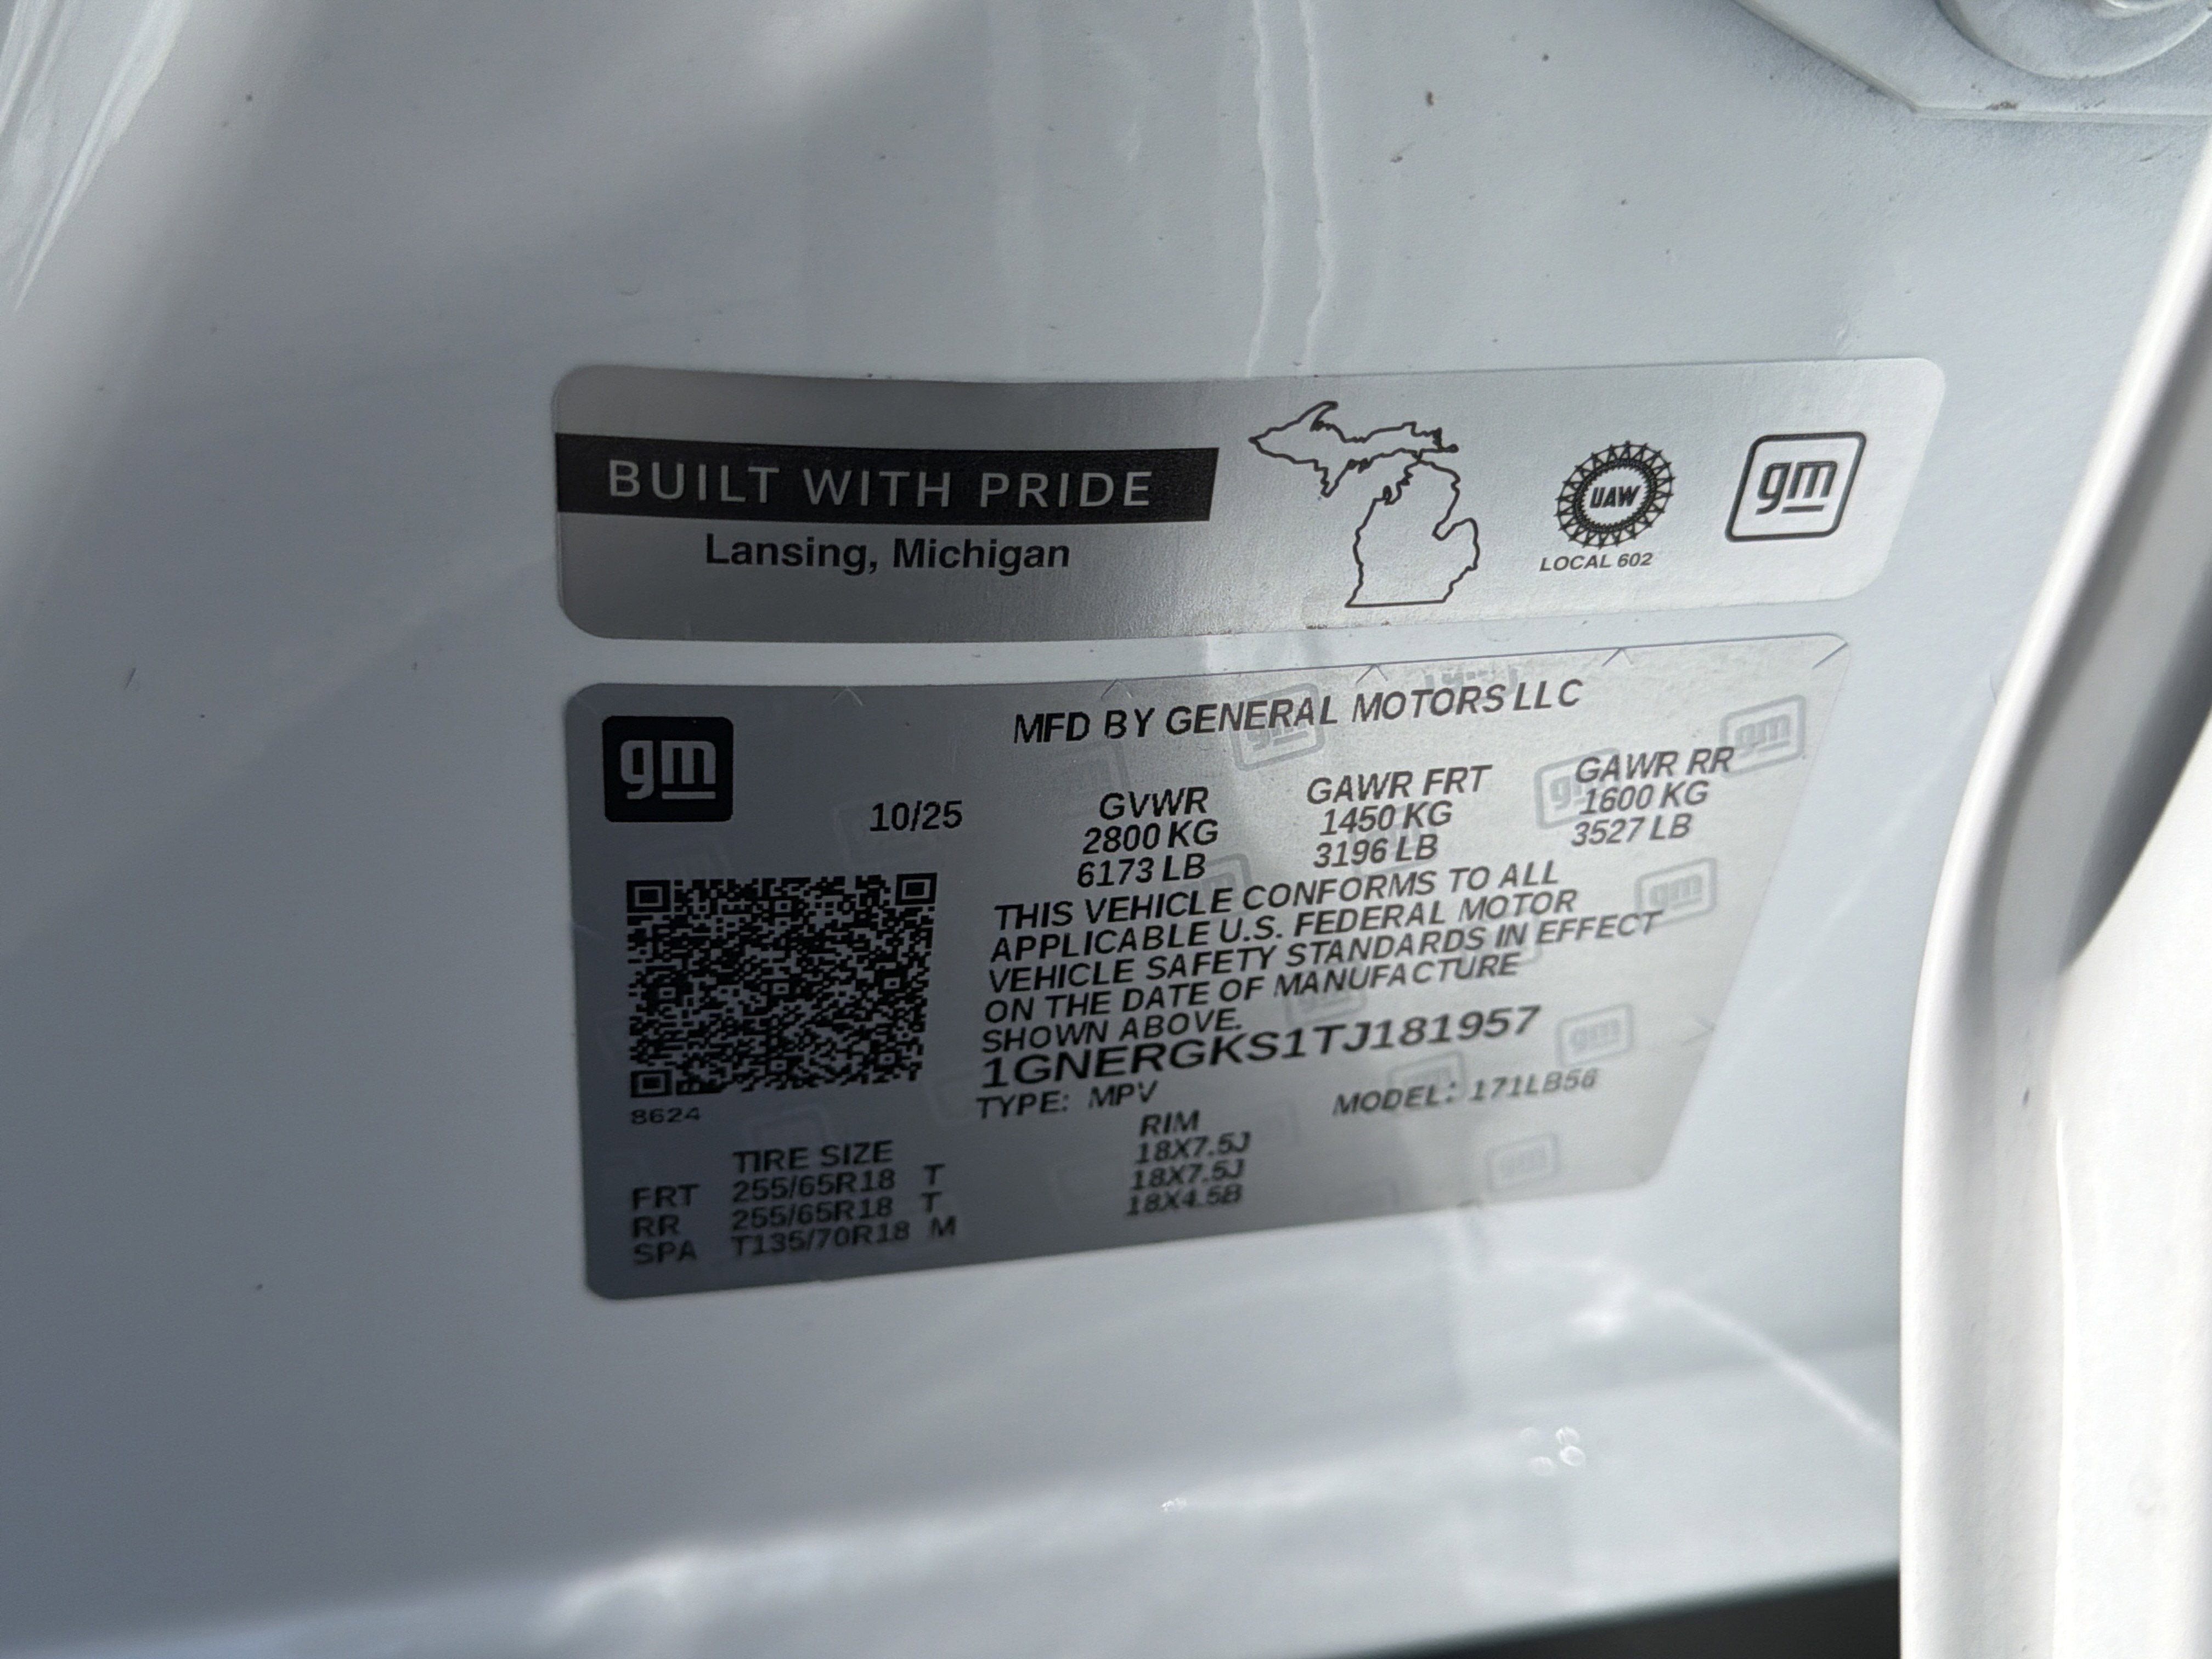 BUILT WITH PRIDE
Lansing, Michigan
UAW
LOCAL 602
gm
gm
MFD BY GENERAL MOTORS LLC
10/25
GVWR
2800 KG
6173 LB
GAWR FRT
1450 KG
3196 LB
GAWR RR
1600 KG
3527 LB
THIS VEHICLE CONFORMS TO ALL
APPLICABLE U.S. FEDERAL MOTOR
VEHICLE SAFETY STANDARDS IN EFFECT
ON THE DATE OF MANUFACTURE
SHOWN ABOVE.
1GNERGKS1TJ181957
TYPE: MPV
MODEL: 171LB56
8624
TIRE SIZE
RIM
FRT 255/65R18 T 18X7.5J
RR 255/65R18 T 18X7.5J
SPA T135/70R18 M 18X4.5B